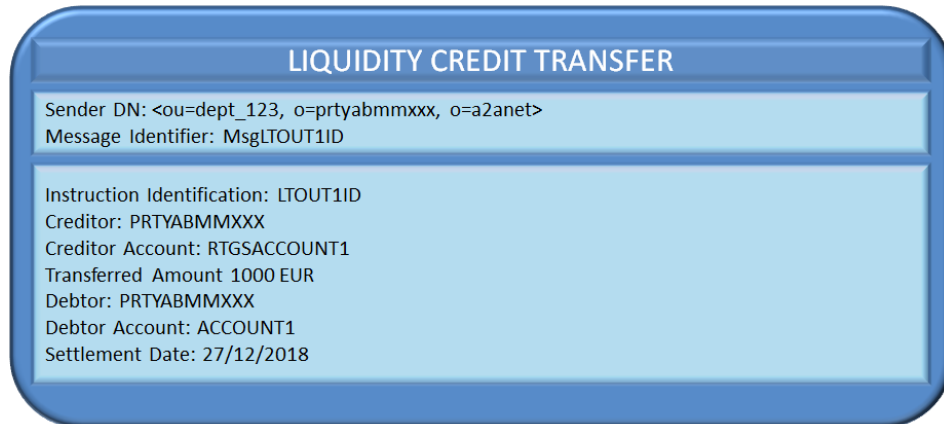 LIQUIDITY CREDIT TRANSFER
Sender DN: <ou=dept_123, o=prtyabmmxxx, o=a2anet>
Message Identifier: MsgLTOUT1ID
Instruction Identification: LTOUT1ID
Creditor: PRTYABMMXXX
Creditor Account: RTGSACCOUNT1
Transferred Amount 1000 EUR
Debtor: PRTYABMMXXX
Debtor Account: ACCOUNT1
Settlement Date: 27/12/2018